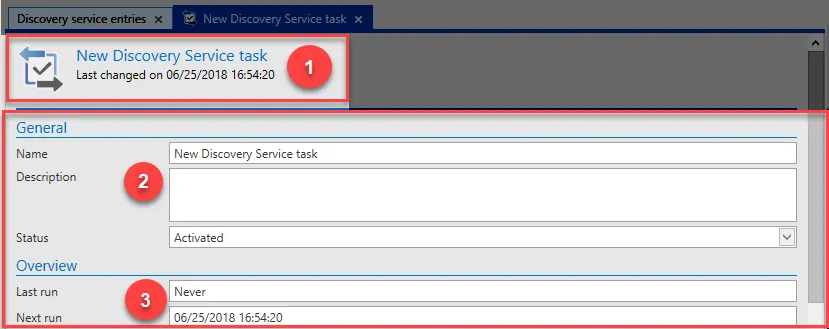 Discovery service entries ×
New Discovery Service task ×
New Discovery Service task
Last changed on 06/25/2018 16:54:20
1
General
Name
New Discovery Service task
Description
2
Status
Activated
Overview
Last run
Never
3
Next run
06/25/2018 16:54:20